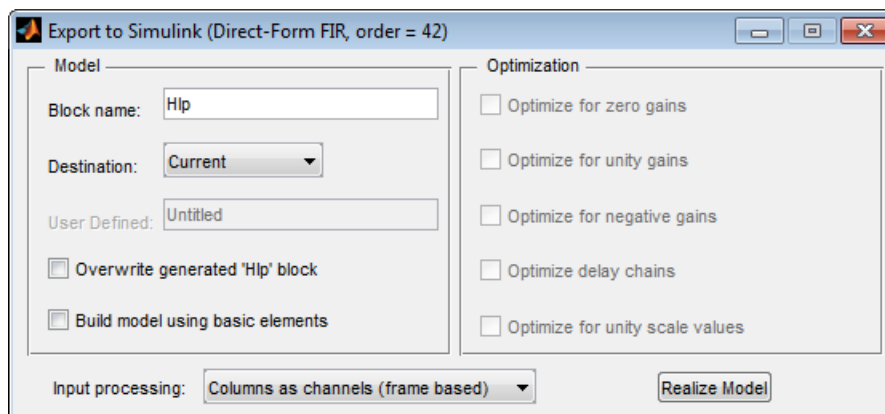 Export to Simulink (Direct-Form FIR, order = 42)
Model
Block name: Hlp
Destination: Current
User Defined: Untitled
Overwrite generated 'Hlp' block
Build model using basic elements
Optimization
Optimize for zero gains
Optimize for unity gains
Optimize for negative gains
Optimize delay chains
Optimize for unity scale values
Input processing: Columns as channels (frame based)
Realize Model